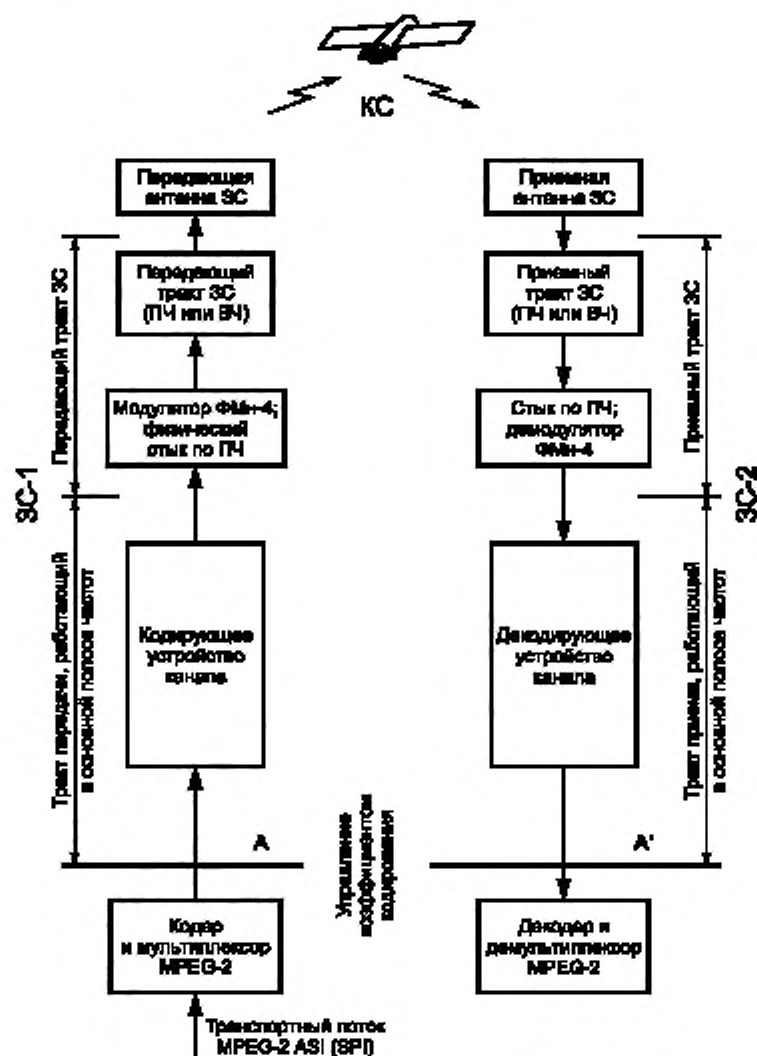 КС
Передающая
антенна ЗС
Приемная
антенна ЗС
Передающий
тракт ЗС
(ПЧ или ВЧ)
Приемный
тракт ЗС
(ПЧ или ВЧ)
Передающий тракт ЗС
Приемный тракт ЗС
Модулятор ФМн-4;
физический
стык по ПЧ
Стык по ПЧ;
демодулятор
ФМн-4
ЗС-1
ЗС-2
Тракт передачи, работающий
в основной полосе частот
Кодирующее
устройство
канала
Декодирующее
устройство
канала
Тракт приема, работающий
в основной полосе частот
А
А'
Управление
коэффициентом
кодирования
Кодер
и мультиплексор
MPEG-2
Декодер и
демультиплексор
MPEG-2
Транспортный поток
MPEG-2 ASI (SPI)